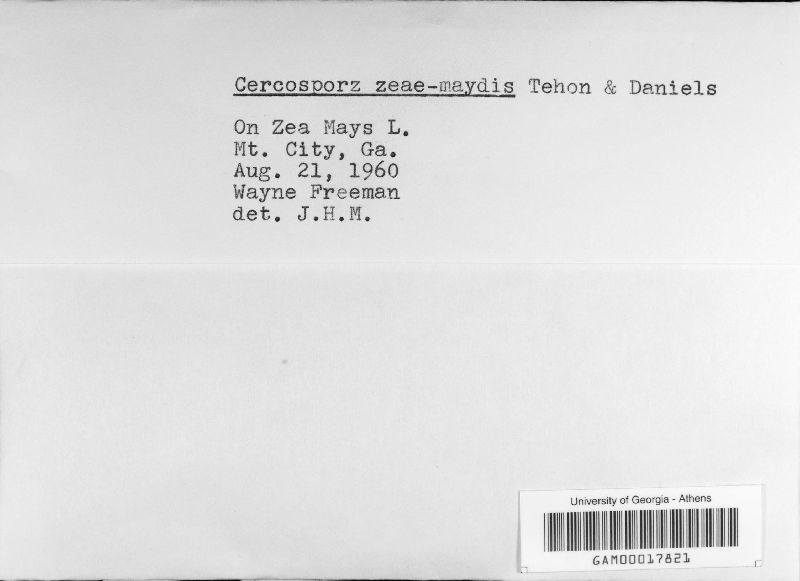 Cercosporz zeae-maydis Tehon & Daniels
On Zea Mays L.
Mt. City, Ga.
Aug. 21, 1960
Wayne Freeman
det. J.H.M.
University of Georgia - Athens
GAM00017821